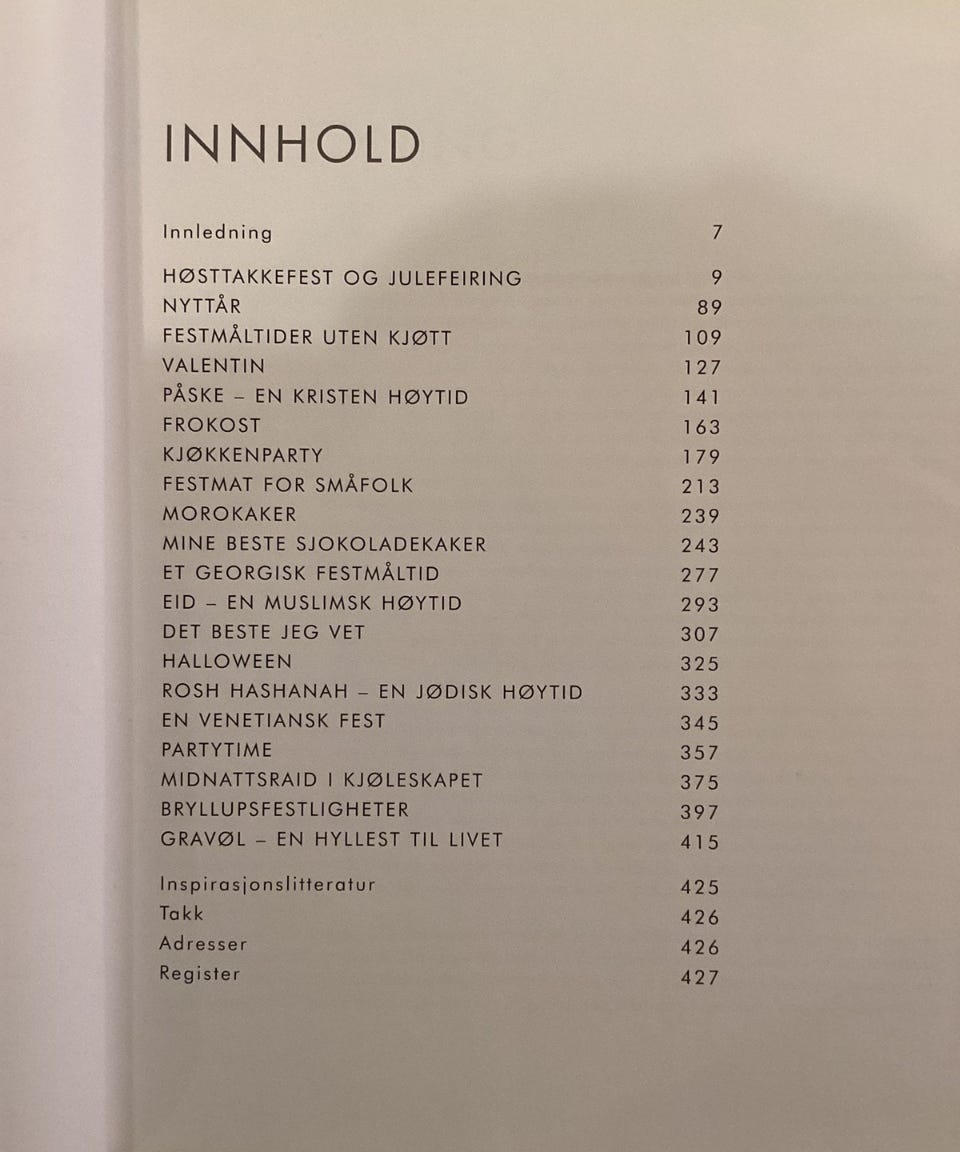 INNHOLD
Innledning 7
HØSTTAKKEFEST OG JULEFEIRING 9
NYTTÅR 89
FESTMÅLTIDER UTEN KJØTT 109
VALENTIN 127
PÅSKE – EN KRISTEN HØYTID 141
FROKOST 163
KJØKKENPARTY 179
FESTMAT FOR SMÅFOLK 213
MOROKAKER 239
MINE BESTE SJOKOLADEKAKER 243
ET GEORGISK FESTMÅLTID 277
EID – EN MUSLIMSK HØYTID 293
DET BESTE JEG VET 307
HALLOWEEN 325
ROSH HASHANAH – EN JØDISK HØYTID 333
EN VENETIANSK FEST 345
PARTYTIME 357
MIDNATTSRAID I KJØLESKAPET 375
BRYLLUPSFESTLIGHETER 397
GRAVØL – EN HYLLEST TIL LIVET 415
Inspirasjonslitteratur 425
Takk 426
Adresser 426
Register 427